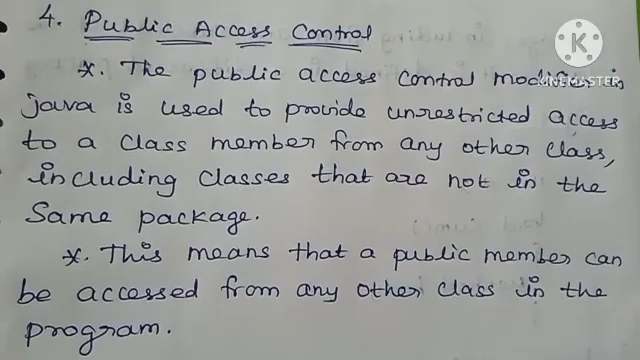 4. Public Access Control
*. The public access control modifier in
java is used to provide unrestricted access
to a class member from any other class,
including classes that are not in the
Same package.
*. This means that a public member can
be accessed from any other class in the
program.
KINEMASTER